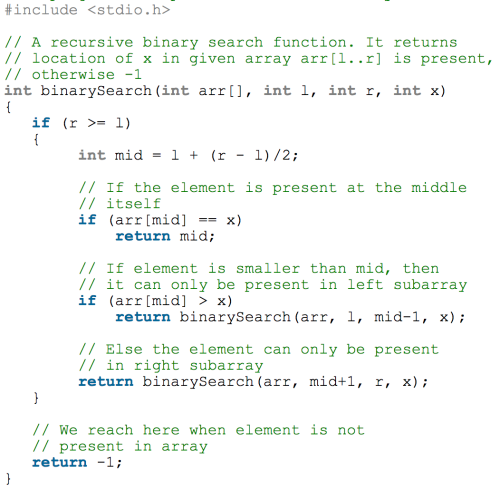 #include <stdio.h>
// A recursive binary search function. It returns
// location of x in given array arr[l..r] is present,
// otherwise -1
int binarySearch(int arr[], int l, int r, int x)
{
if (r >= l)
{
int mid = l + (r - l)/2;
// If the element is present at the middle
// itself
if (arr[mid] == x)
return mid;
// If element is smaller than mid, then
// it can only be present in left subarray
if (arr[mid] > x)
return binarySearch(arr, l, mid-1, x);
// Else the element can only be present
// in right subarray
return binarySearch(arr, mid+1, r, x);
}
// We reach here when element is not
// present in array
return -1;
}